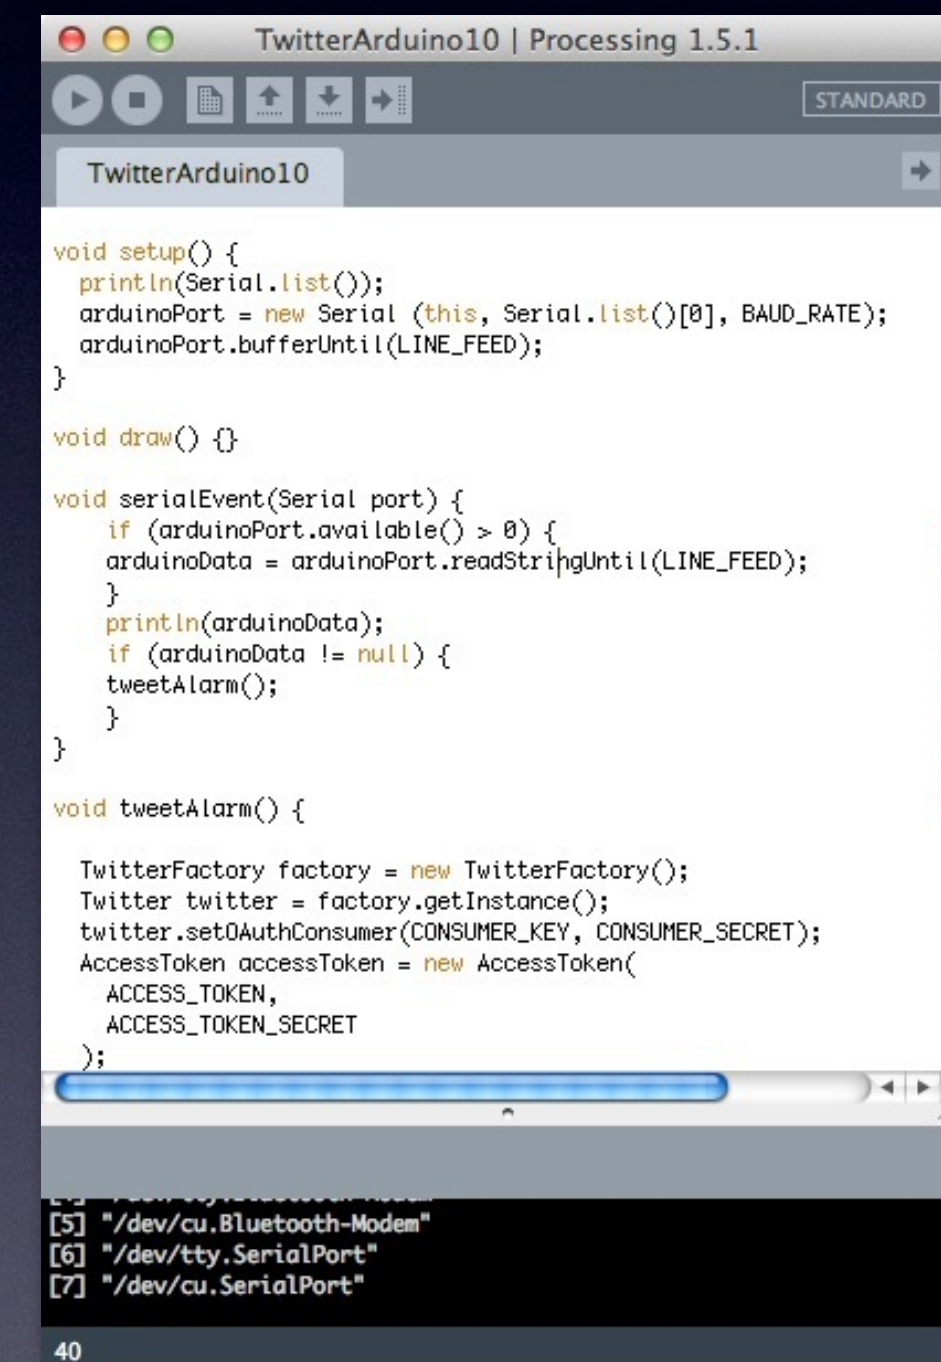 TwitterArduino10 | Processing 1.5.1
STANDARD
TwitterArduino10
void setup() {
  println(Serial.list());
  arduinoPort = new Serial (this, Serial.list()[0], BAUD_RATE);
  arduinoPort.bufferUntil(LINE_FEED);
}
void draw() {}
void serialEvent(Serial port) {
    if (arduinoPort.available() > 0) {
    arduinoData = arduinoPort.readStringUntil(LINE_FEED);
    }
    println(arduinoData);
    if (arduinoData != null) {
    tweetAlarm();
    }
}
void tweetAlarm() {
  TwitterFactory factory = new TwitterFactory();
  Twitter twitter = factory.getInstance();
  twitter.setOAuthConsumer(CONSUMER_KEY, CONSUMER_SECRET);
  AccessToken accessToken = new AccessToken(
    ACCESS_TOKEN,
    ACCESS_TOKEN_SECRET
  );
[5] "/dev/cu.Bluetooth-Modem"
[6] "/dev/tty.SerialPort"
[7] "/dev/cu.SerialPort"
40